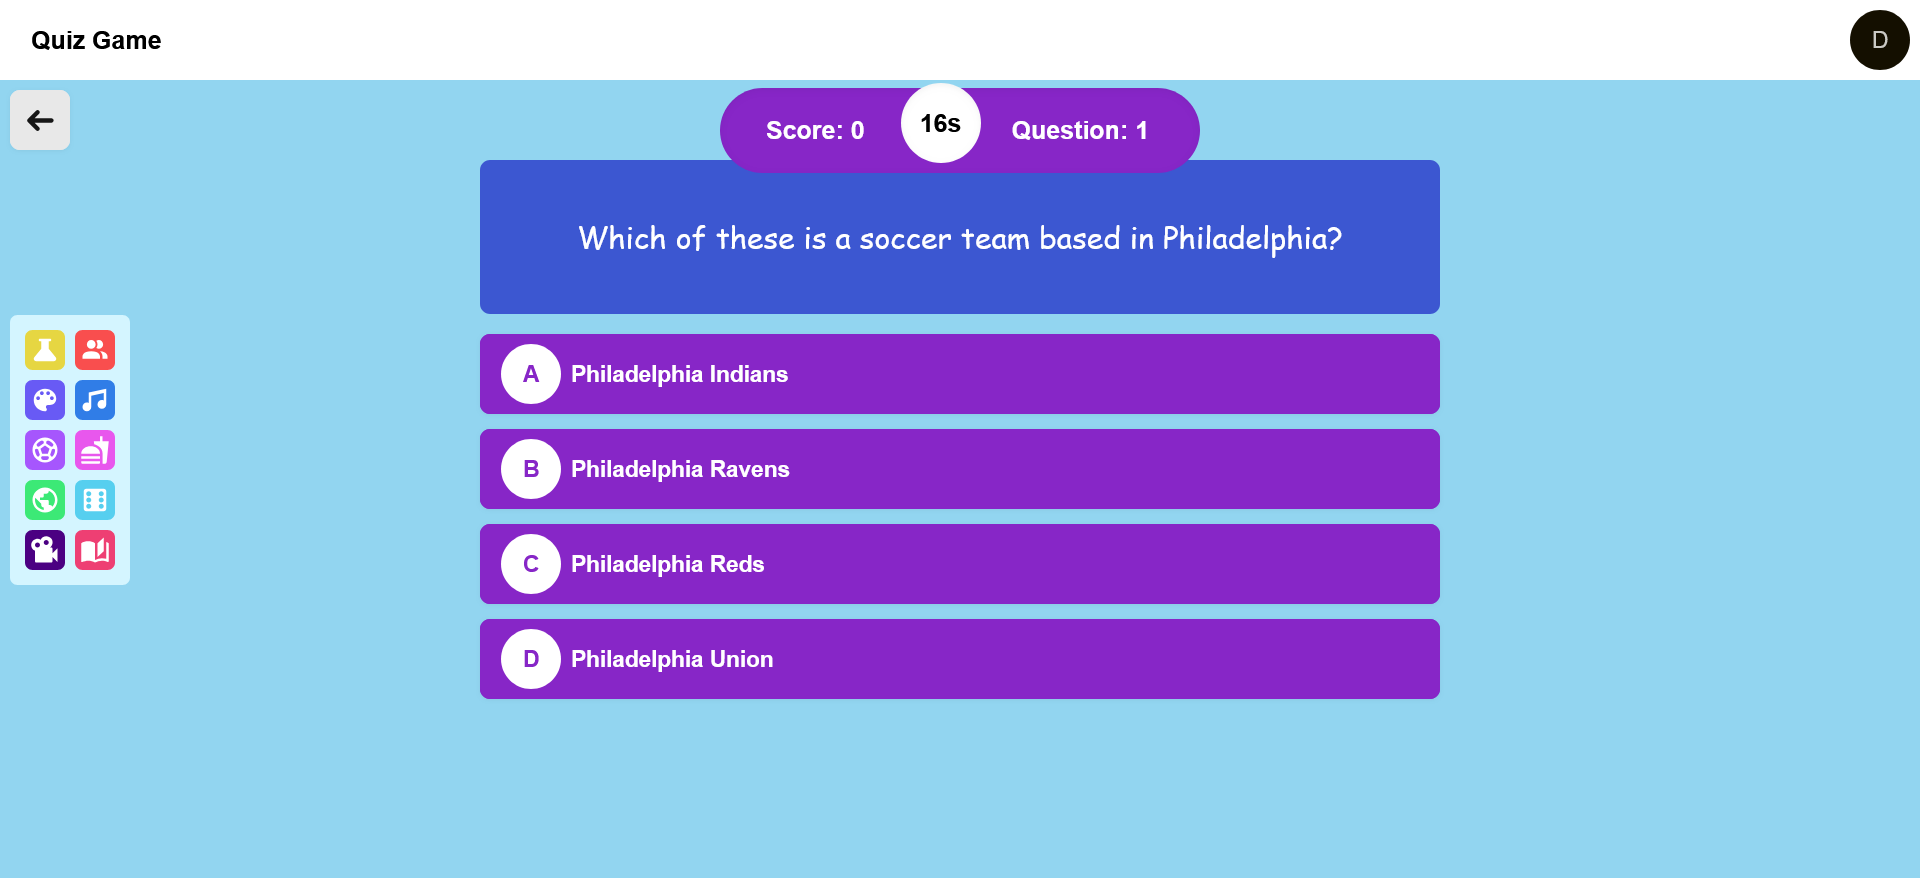 Quiz Game
D
Score: 0
16s
Question: 1
Which of these is a soccer team based in Philadelphia?
A Philadelphia Indians
B Philadelphia Ravens
C Philadelphia Reds
D Philadelphia Union